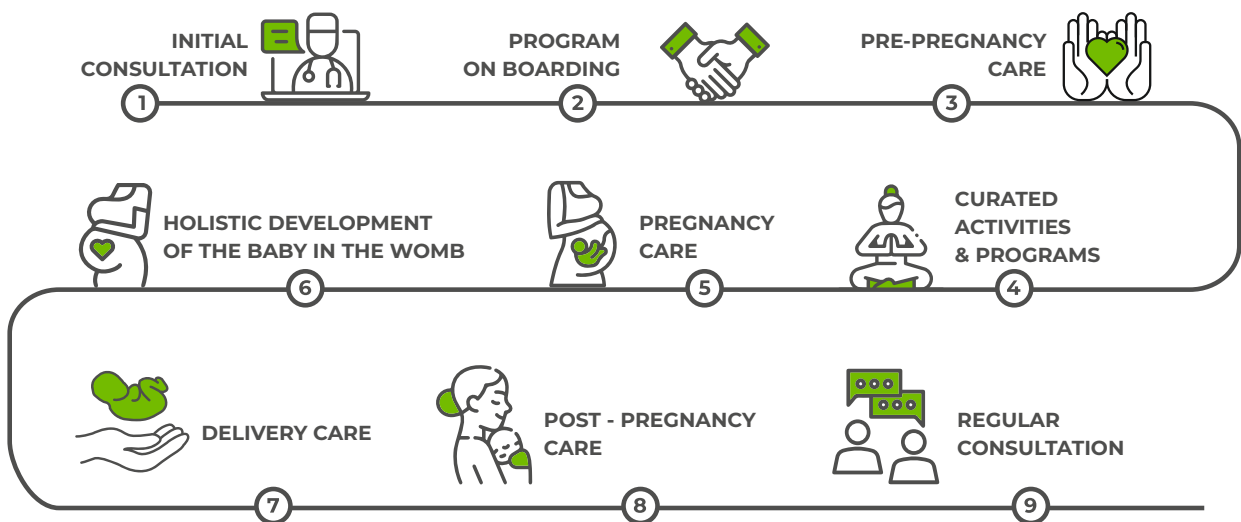 INITIAL
CONSULTATION
1
PROGRAM
ON BOARDING
2
PRE-PREGNANCY
CARE
3
CURATED
ACTIVITIES
& PROGRAMS
4
PREGNANCY
CARE
5
HOLISTIC DEVELOPMENT
OF THE BABY IN THE WOMB
6
DELIVERY CARE
7
POST - PREGNANCY
CARE
8
REGULAR
CONSULTATION
9